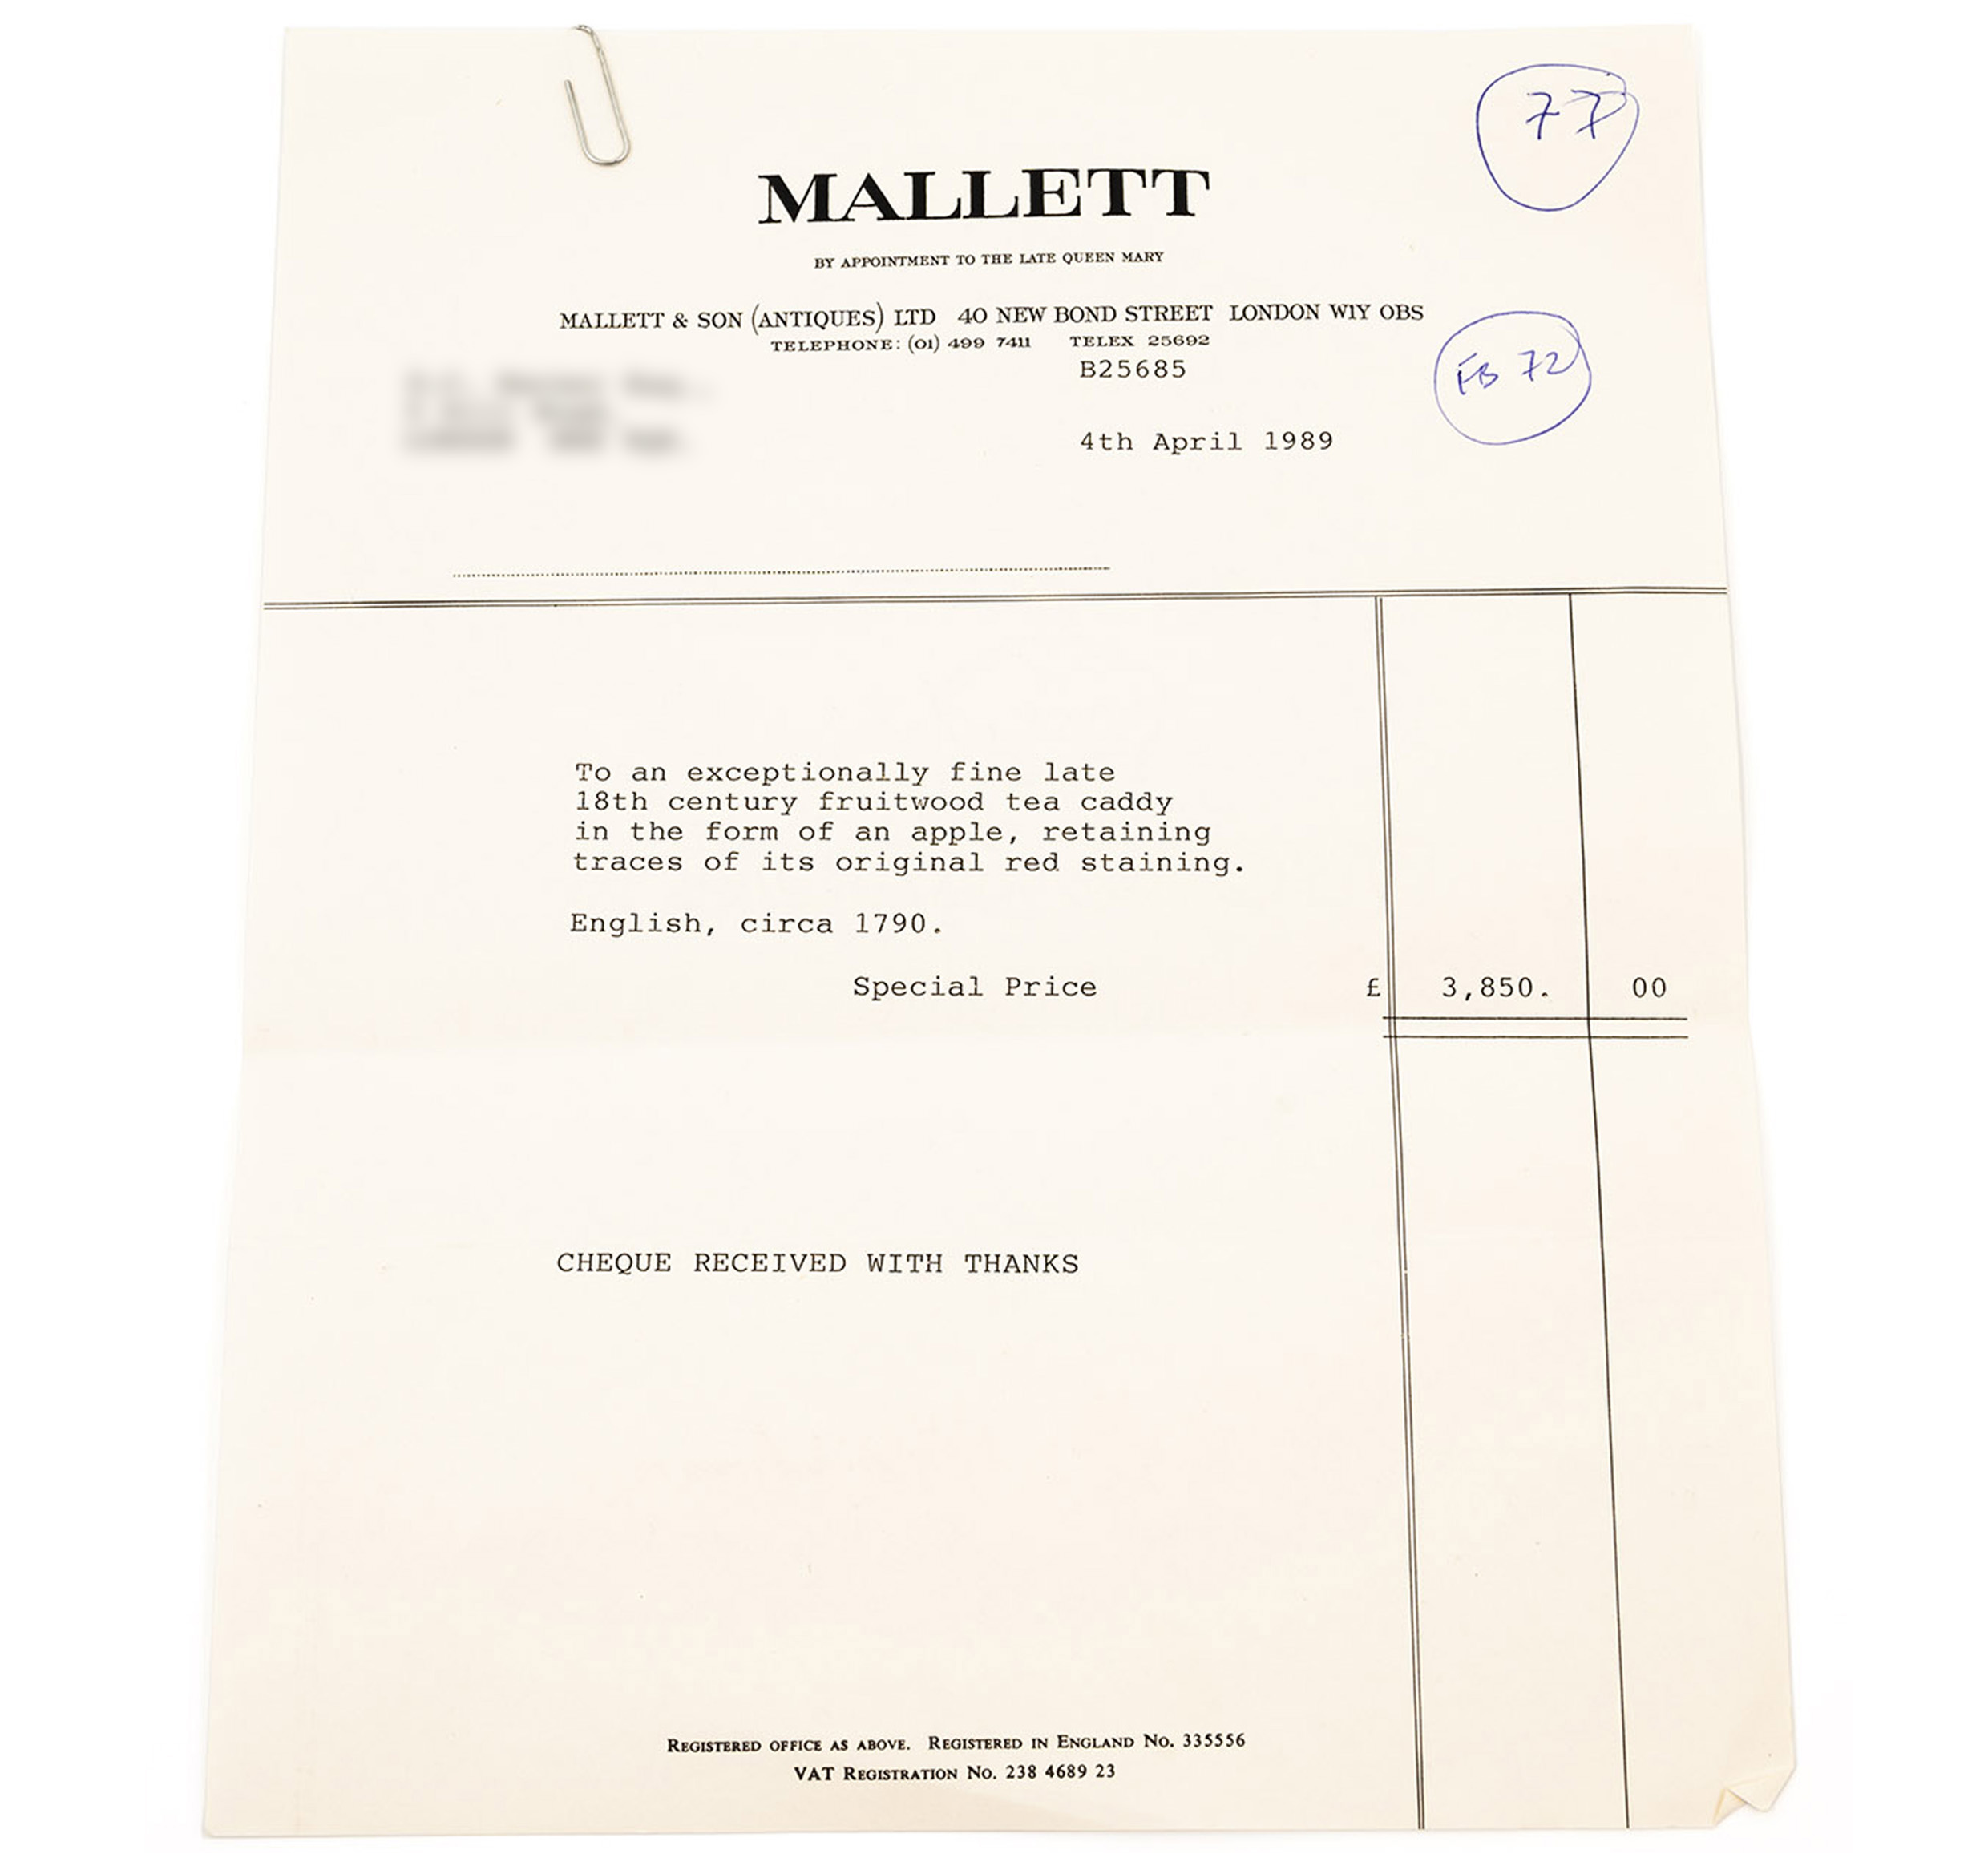 77
MALLETT
BY APPOINTMENT TO THE LATE QUEEN MARY
MALLETT & SON (ANTIQUES) LTD 40 NEW BOND STREET LONDON W1Y OBS
TELEPHONE: (01) 499 7411 TELEX 25692
B25685
FB 72
4th April 1989
To an exceptionally fine late
18th century fruitwood tea caddy
in the form of an apple, retaining
traces of its original red staining.
English, circa 1790.
Special Price £ 3,850. 00
CHEQUE RECEIVED WITH THANKS
REGISTERED OFFICE AS ABOVE. REGISTERED IN ENGLAND NO. 335556
VAT REGISTRATION NO. 238 4689 23